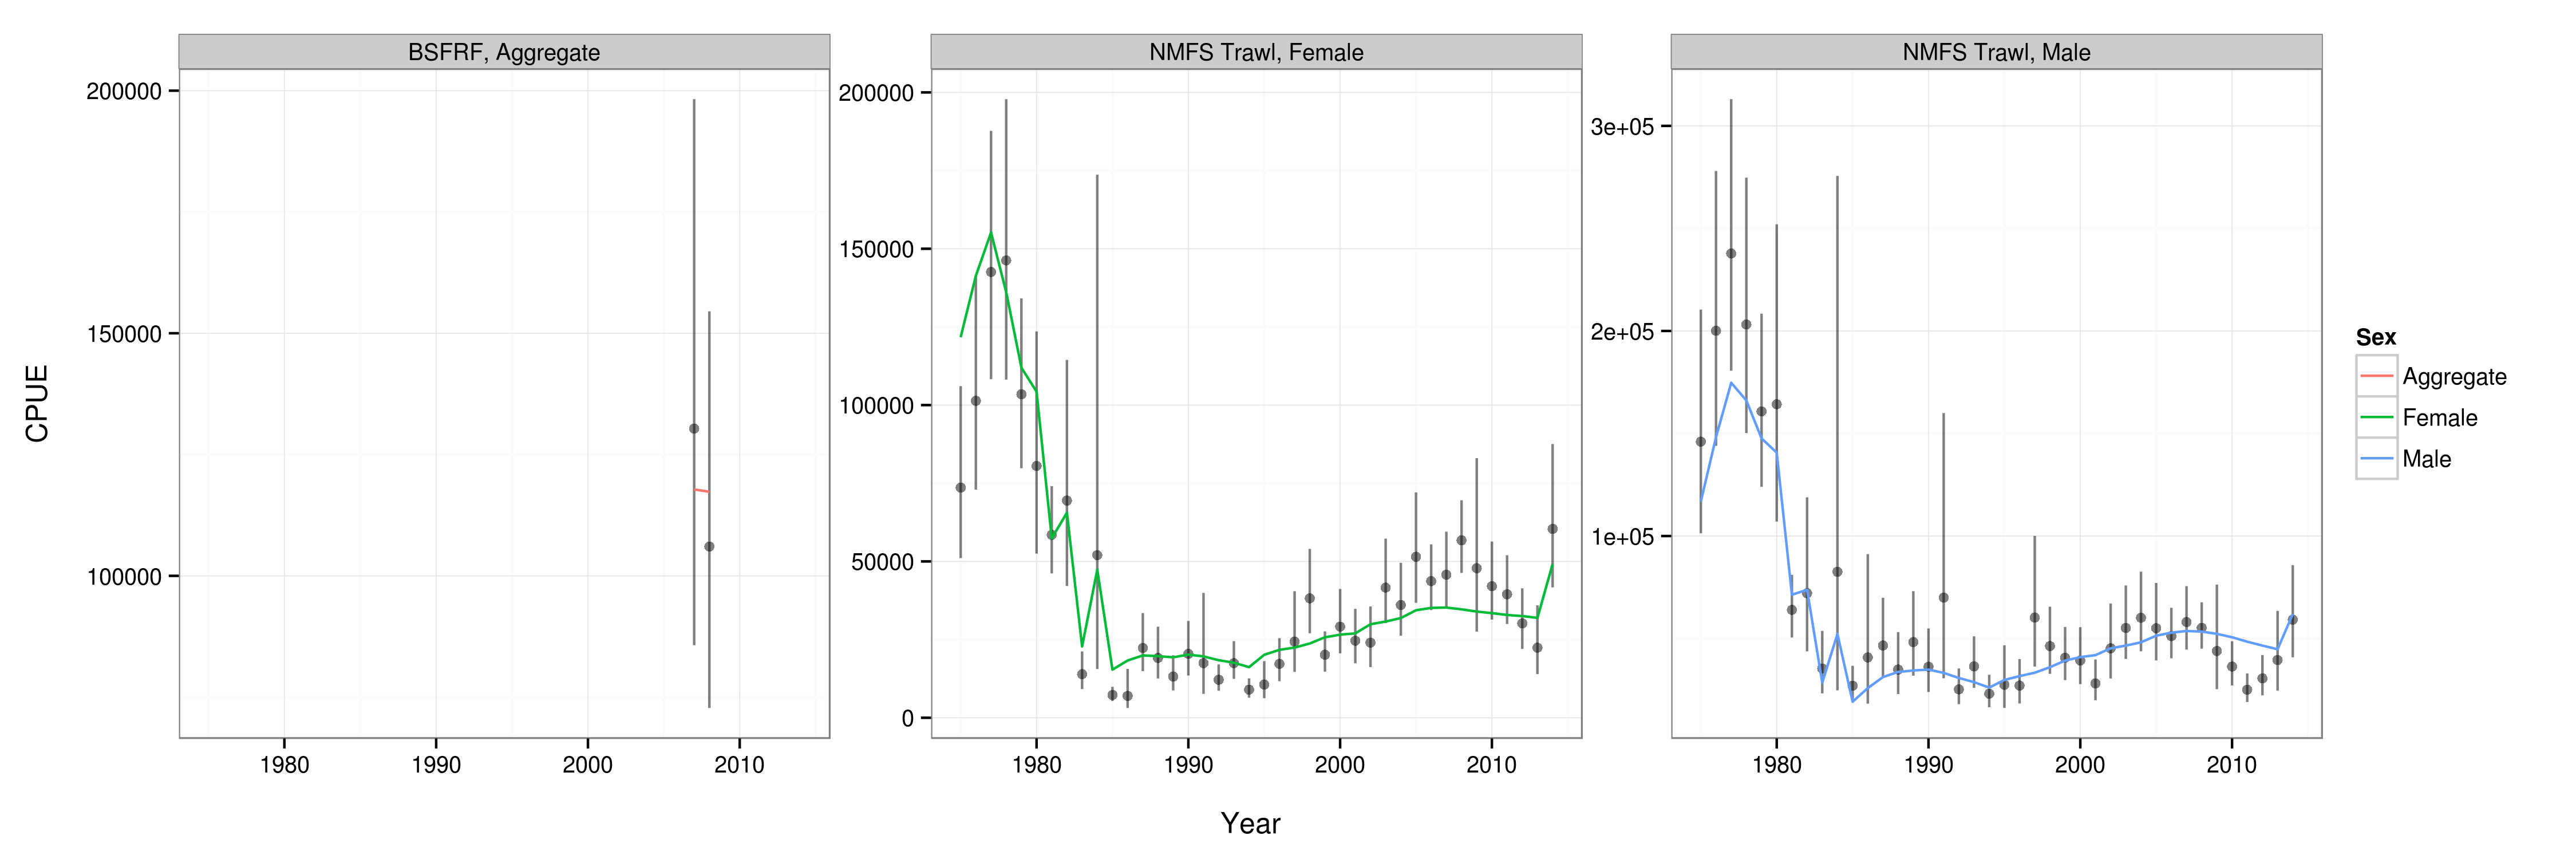 BSFRF, Aggregate
NMFS Trawl, Female
NMFS Trawl, Male
CPUE
200000
150000
100000
200000
150000
100000
50000
0
3e+05
2e+05
1e+05
1980 1990 2000 2010
1980 1990 2000 2010
1980 1990 2000 2010
Year
Sex
Aggregate
Female
Male